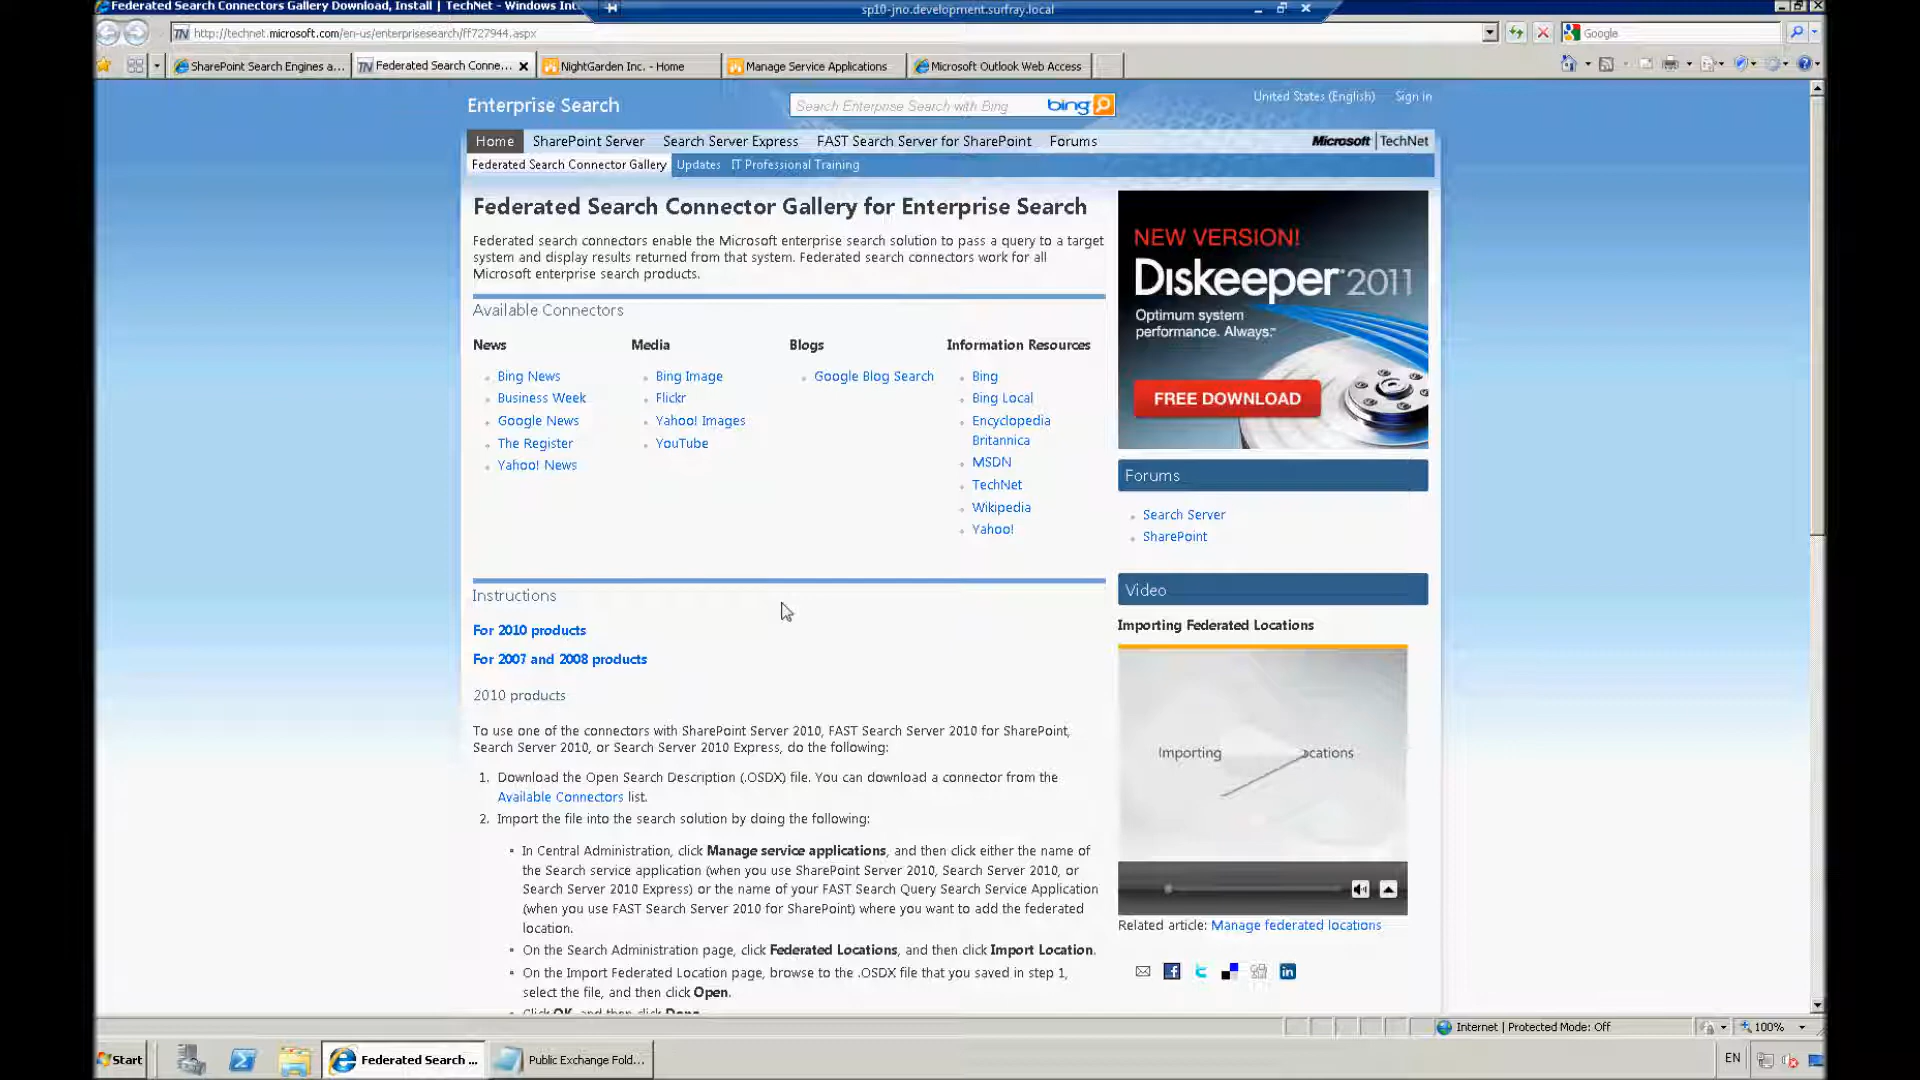 Federated Search Connectors Gallery Download, Install | TechNet - Windows Int
sp10-jno.development.surfray.local
http://technet.microsoft.com/en-us/enterprisesearch/ff727944.aspx
Google
SharePoint Search Engines a...
Federated Search Conne...
NightGarden Inc. - Home
Manage Service Applications
Microsoft Outlook Web Access
Enterprise Search
Search Enterprise Search with Bing
bing
United States (English)
Sign in
Home
SharePoint Server
Search Server Express
FAST Search Server for SharePoint
Forums
Microsoft | TechNet
Federated Search Connector Gallery
Updates
IT Professional Training
Federated Search Connector Gallery for Enterprise Search
Federated search connectors enable the Microsoft enterprise search solution to pass a query to a target
system and display results returned from that system. Federated search connectors work for all
Microsoft enterprise search products.
Available Connectors
News
Bing News
Business Week
Google News
The Register
Yahoo! News
Media
Bing Image
Flickr
Yahoo! Images
YouTube
Blogs
Google Blog Search
Information Resources
Bing
Bing Local
Encyclopedia
Britannica
MSDN
TechNet
Wikipedia
Yahoo!
Instructions
For 2010 products
For 2007 and 2008 products
2010 products
To use one of the connectors with SharePoint Server 2010, FAST Search Server 2010 for SharePoint,
Search Server 2010, or Search Server 2010 Express, do the following:
1. Download the Open Search Description (.OSDX) file. You can download a connector from the
Available Connectors list.
2. Import the file into the search solution by doing the following:
In Central Administration, click Manage service applications, and then click either the name of
the Search service application (when you use SharePoint Server 2010, Search Server 2010, or
Search Server 2010 Express) or the name of your FAST Search Query Search Service Application
(when you use FAST Search Server 2010 for SharePoint) where you want to add the federated
location.
On the Search Administration page, click Federated Locations, and then click Import Location.
On the Import Federated Location page, browse to the .OSDX file that you saved in step 1,
select the file, and then click Open.
Click OK, and then click Done.
NEW VERSION!
Diskeeper 2011
Optimum system
performance. Always.™
FREE DOWNLOAD
Forums
Search Server
SharePoint
Video
Importing Federated Locations
Importing
ocations
Related article: Manage federated locations
Internet | Protected Mode: Off
100%
Start
Federated Search ...
Public Exchange Fold...
EN